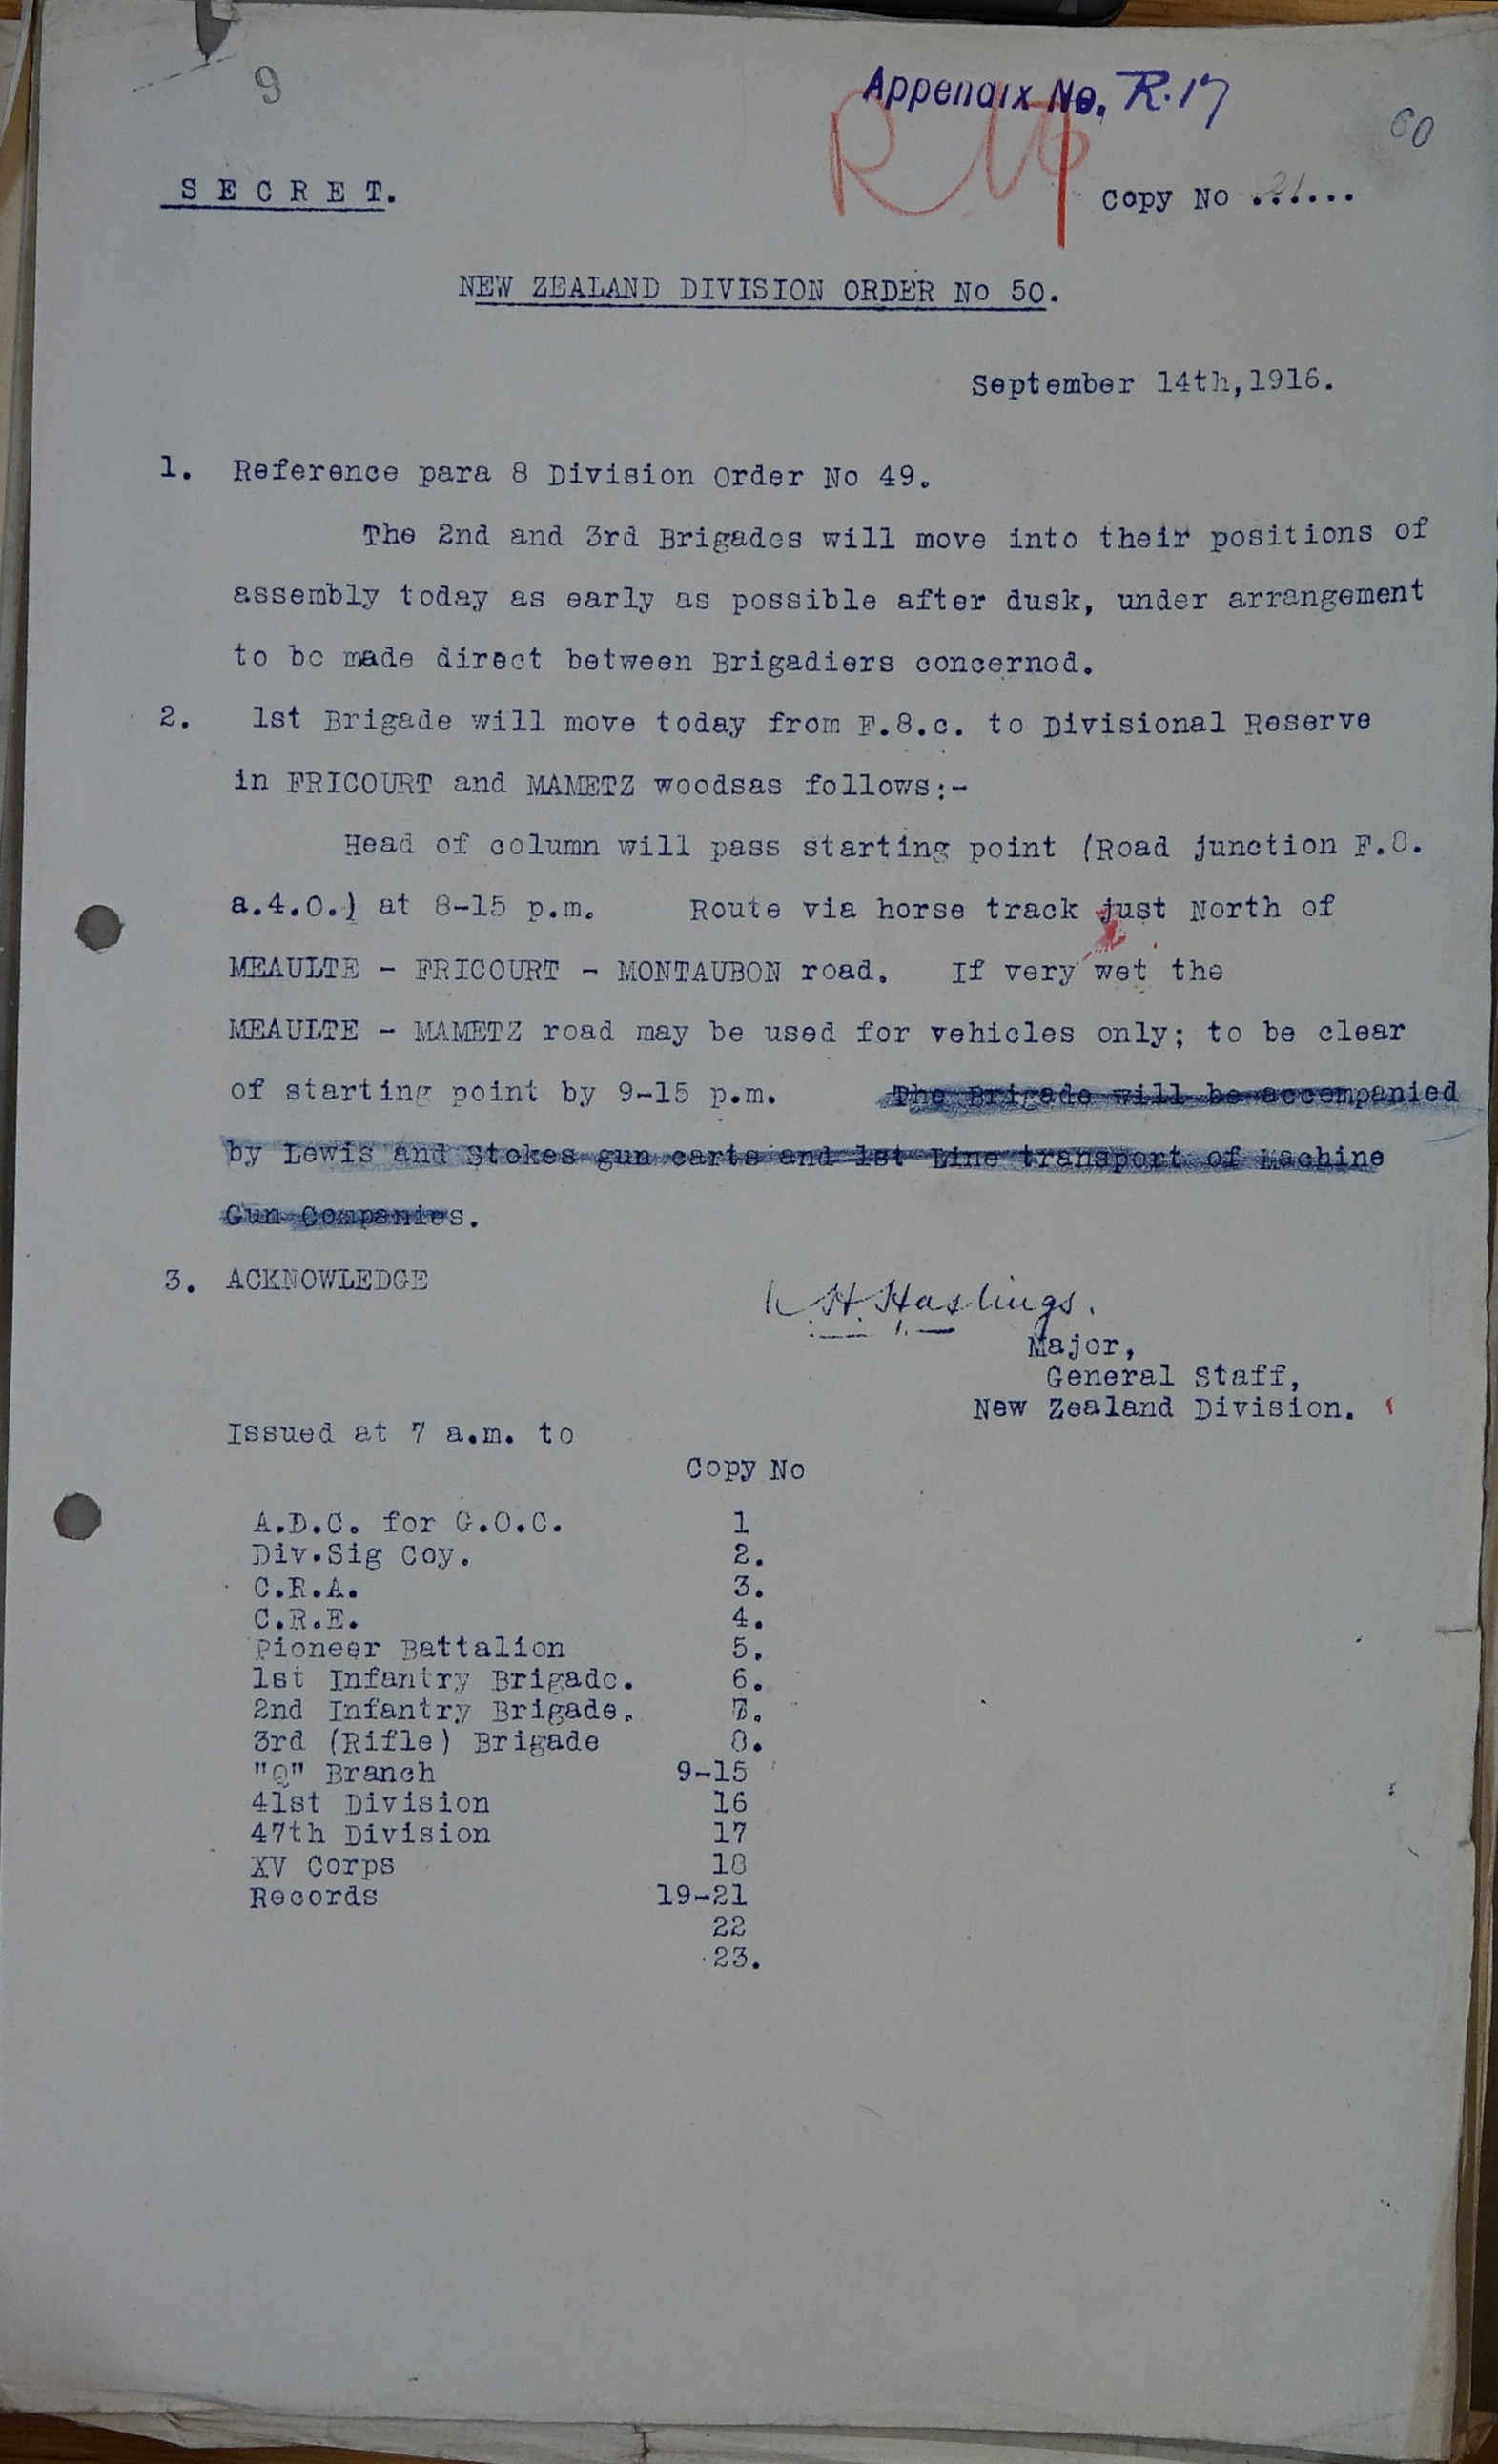 9
Appendix No. R.17
60
S E C R E T.
Copy No 21......
NEW ZEALAND DIVISION ORDER No 50.
September 14th,1916.
1. Reference para 8 Division Order No 49.
The 2nd and 3rd Brigades will move into their positions of
assembly today as early as possible after dusk, under arrangement
to be made direct between Brigadiers concerned.
2. 1st Brigade will move today from F.8.c. to Divisional Reserve
in FRICOURT and MAMETZ woodsas follows:-
Head of column will pass starting point (Road junction F.8.
a.4.0.) at 8-15 p.m. Route via horse track just North of
MEAULTE - FRICOURT - MONTAUBON road. If very wet the
MEAULTE - MAMETZ road may be used for vehicles only; to be clear
of starting point by 9-15 p.m. The Brigade will be accompanied
by Lewis and Stokes gun carts and 1st Line transport of Machine
Gun Companies.
3. ACKNOWLEDGE
H. Hastings.
Major,
General Staff,
New Zealand Division.
Issued at 7 a.m. to
Copy No
A.D.C. for G.O.C. 1
Div.Sig Coy. 2.
C.R.A. 3.
C.R.E. 4.
Pioneer Battalion 5.
1st Infantry Brigade. 6.
2nd Infantry Brigade. 7.
3rd (Rifle) Brigade 8.
"Q" Branch 9-15
41st Division 16
47th Division 17
XV Corps 18
Records 19-21
22
23.